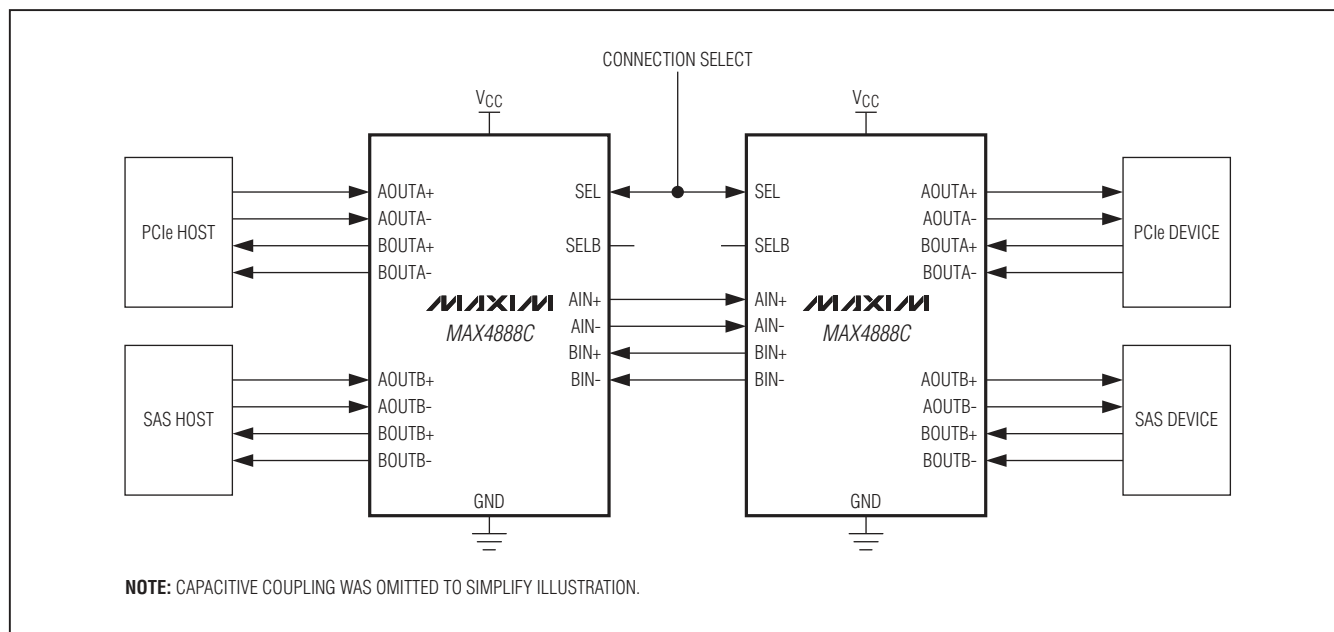 CONNECTION SELECT
VCC
VCC
PCIe HOST
AOUTA+
AOUTA-
BOUTA+
BOUTA-
SEL
SELB
AIN+
AIN-
BIN+
BIN-
MAXIM
MAX4888C
SAS HOST
AOUTB+
AOUTB-
BOUTB+
BOUTB-
GND
SEL
SELB
AIN+
AIN-
BIN+
BIN-
MAXIM
MAX4888C
AOUTA+
AOUTA-
BOUTA+
BOUTA-
PCIe DEVICE
AOUTB+
AOUTB-
BOUTB+
BOUTB-
SAS DEVICE
GND
NOTE: CAPACITIVE COUPLING WAS OMITTED TO SIMPLIFY ILLUSTRATION.